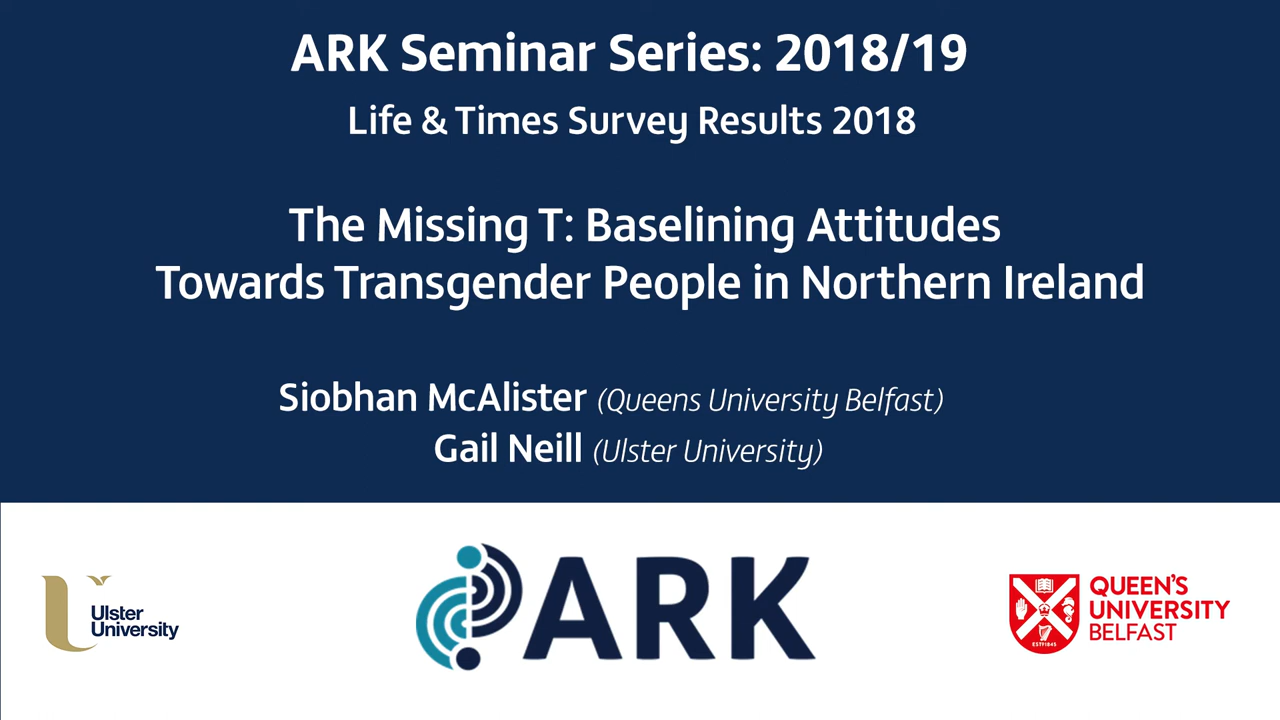 ARK Seminar Series: 2018/19
Life & Times Survey Results 2018
The Missing T: Baselining Attitudes
Towards Transgender People in Northern Ireland
Siobhan McAlister (Queens University Belfast)
Gail Neill (Ulster University)
Ulster
University
ARK
QUEEN'S
UNIVERSITY
BELFAST
ESTD1845